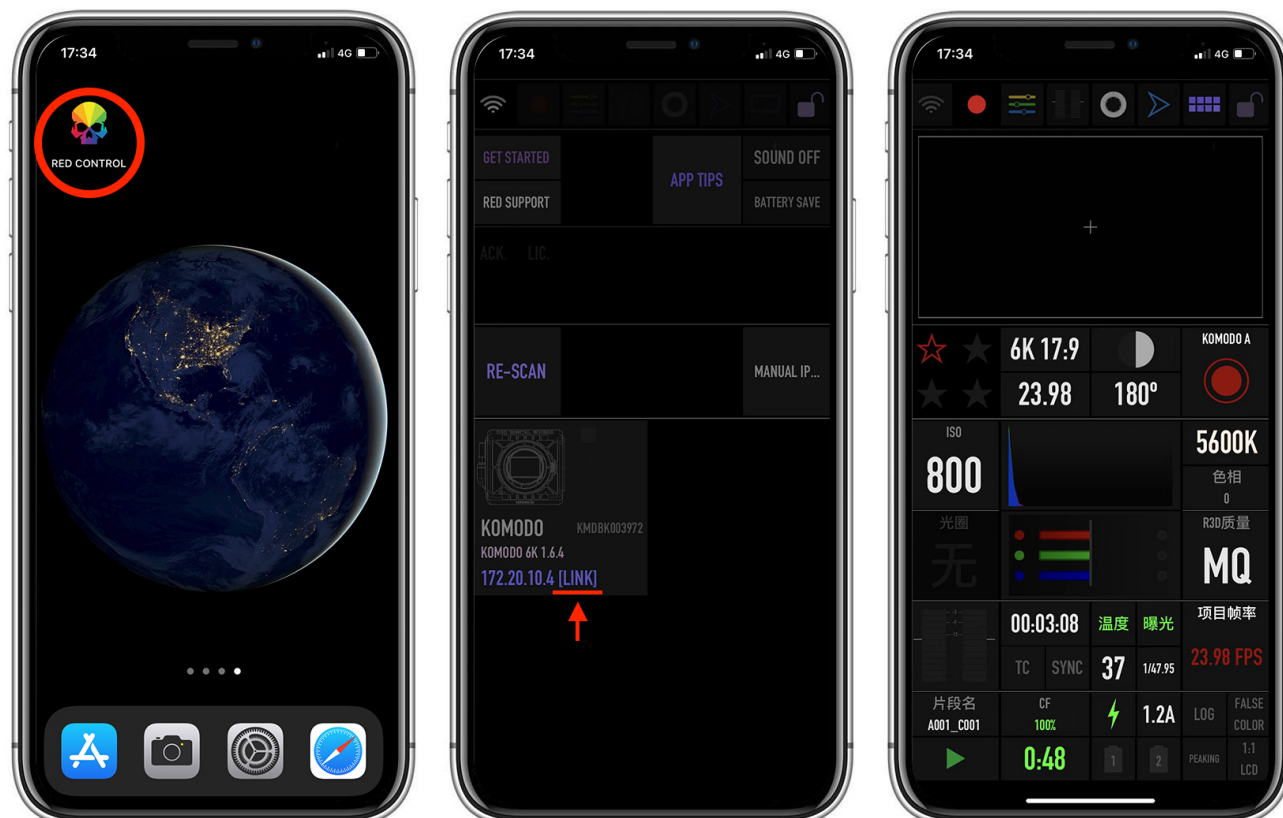 17:34
4G
RED CONTROL
17:34
4G
GET STARTED
APP TIPS
SOUND OFF
RED SUPPORT
BATTERY SAVE
ACK. LIC.
RE-SCAN
MANUAL IP...
KOMODO KMDBK003972
KOMODO 6K 1.6.4
172.20.10.4 [LINK]
17:34
4G
6K 17:9
KOMODO A
23.98
180º
ISO
800
5600K
色相
0
光圈
无
R3D质量
MQ
00:03:08
温度
曝光
项目帧率
TC
SYNC
37
1/47.95
23.98 FPS
片段名
A001_C001
CF
100%
1.2A
LOG
FALSE
COLOR
0:48
1
2
PEAKING
1:1
LCD